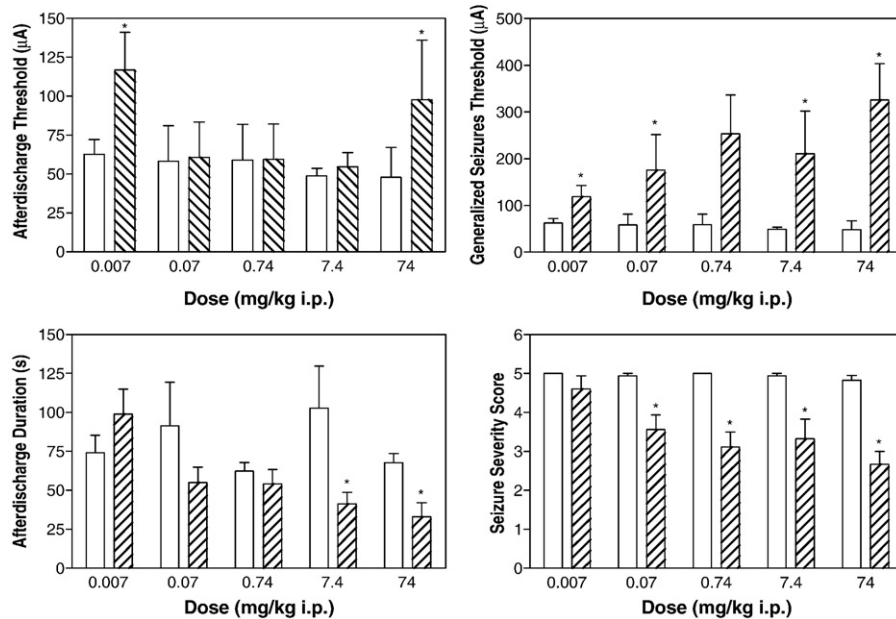 Afterdischarge Threshold (µA)
150
125
100
75
50
25
0
* *
0.007 0.07 0.74 7.4 74
Dose (mg/kg i.p.)
Generalized Seizures Threshold (µA)
500
400
300
200
100
0
* * * *
0.007 0.07 0.74 7.4 74
Dose (mg/kg i.p.)
Afterdischarge Duration (s)
150
125
100
75
50
25
0
* *
0.007 0.07 0.74 7.4 74
Dose (mg/kg i.p.)
Seizure Severity Score
6
5
4
3
2
1
0
* * * *
0.007 0.07 0.74 7.4 74
Dose (mg/kg i.p.)